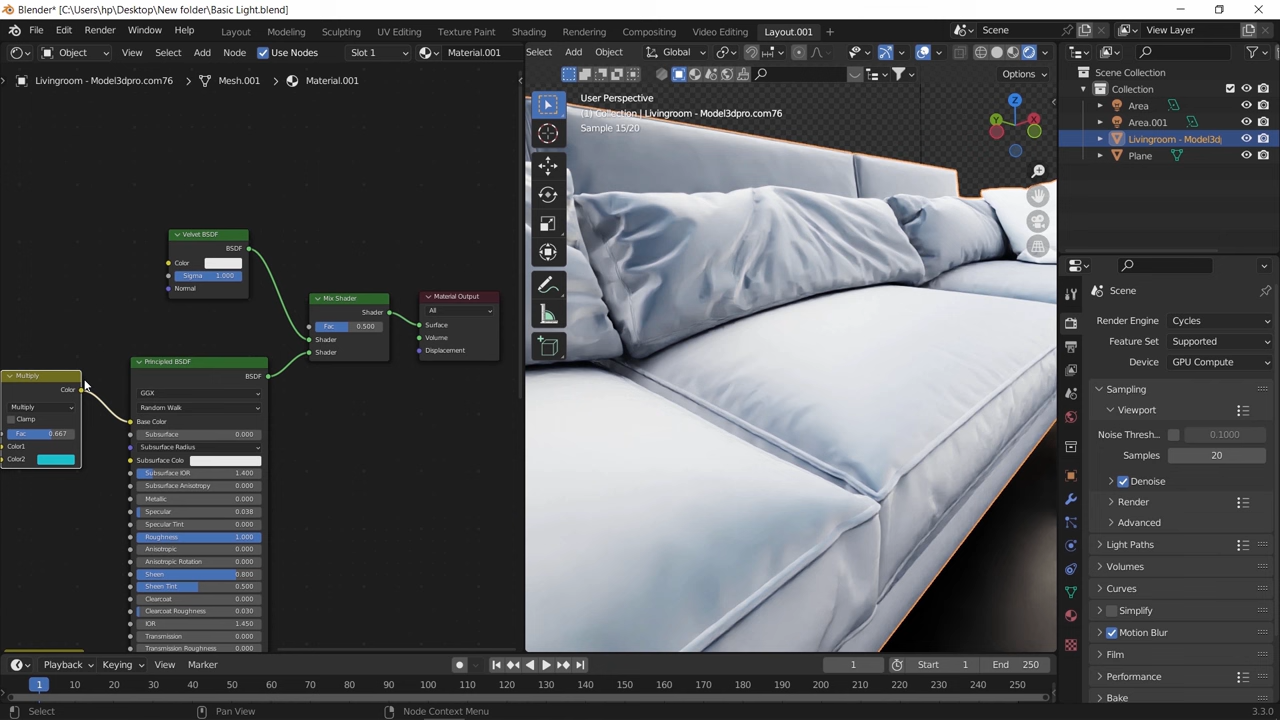 Blender* [C:\Users\hp\Desktop\New folder\Basic Light.blend]
File Edit Render Window Help Layout Modeling Sculpting UV Editing Texture Paint Shading Animation Rendering Compositing Video Editing Layout.001 + Scene View Layer
Object View Select Add Node Use Nodes Slot 1 Material.001 Select Add Object Global
Livingroom - Model3dpro.com76 > Mesh.001 > Material.001
Options
User Perspective
(1) Collection | Livingroom - Model3dpro.com76
Sample 15/20
X
Y
Z
Scene Collection
Collection
Area
Area.001
Livingroom - Model3d
Plane
Velvet BSDF
BSDF
Color
Sigma 1.000
Normal
Mix Shader
Shader
Fac 0.500
Shader
Shader
Material Output
All
Surface
Volume
Displacement
Multiply
Color
Multiply
Clamp
Fac 0.667
Color1
Color2
Principled BSDF
BSDF
GGX
Random Walk
Base Color
Subsurface 0.000
Subsurface Radius
Subsurface Colo
Subsurface IOR 1.400
Subsurface Anisotropy 0.000
Metallic 0.000
Specular 0.038
Specular Tint 0.000
Roughness 1.000
Anisotropic 0.000
Anisotropic Rotation 0.000
Sheen 0.800
Sheen Tint 0.500
Clearcoat 0.000
Clearcoat Roughness 0.030
IOR 1.450
Transmission 0.000
Transmission Roughness 0.000
Scene
Render Engine Cycles
Feature Set Supported
Device GPU Compute
Sampling
Viewport
Noise Thresh... 0.1000
Samples 20
Denoise
Render
Advanced
Light Paths
Volumes
Curves
Simplify
Motion Blur
Film
Performance
Bake
Playback Keying View Marker 1 Start 1 End 250
1 10 20 30 40 50 60 70 80 90 100 110 120 130 140 150 160 170 180 190 200 210 220 230 240 250
Select Pan View Node Context Menu 3.3.0